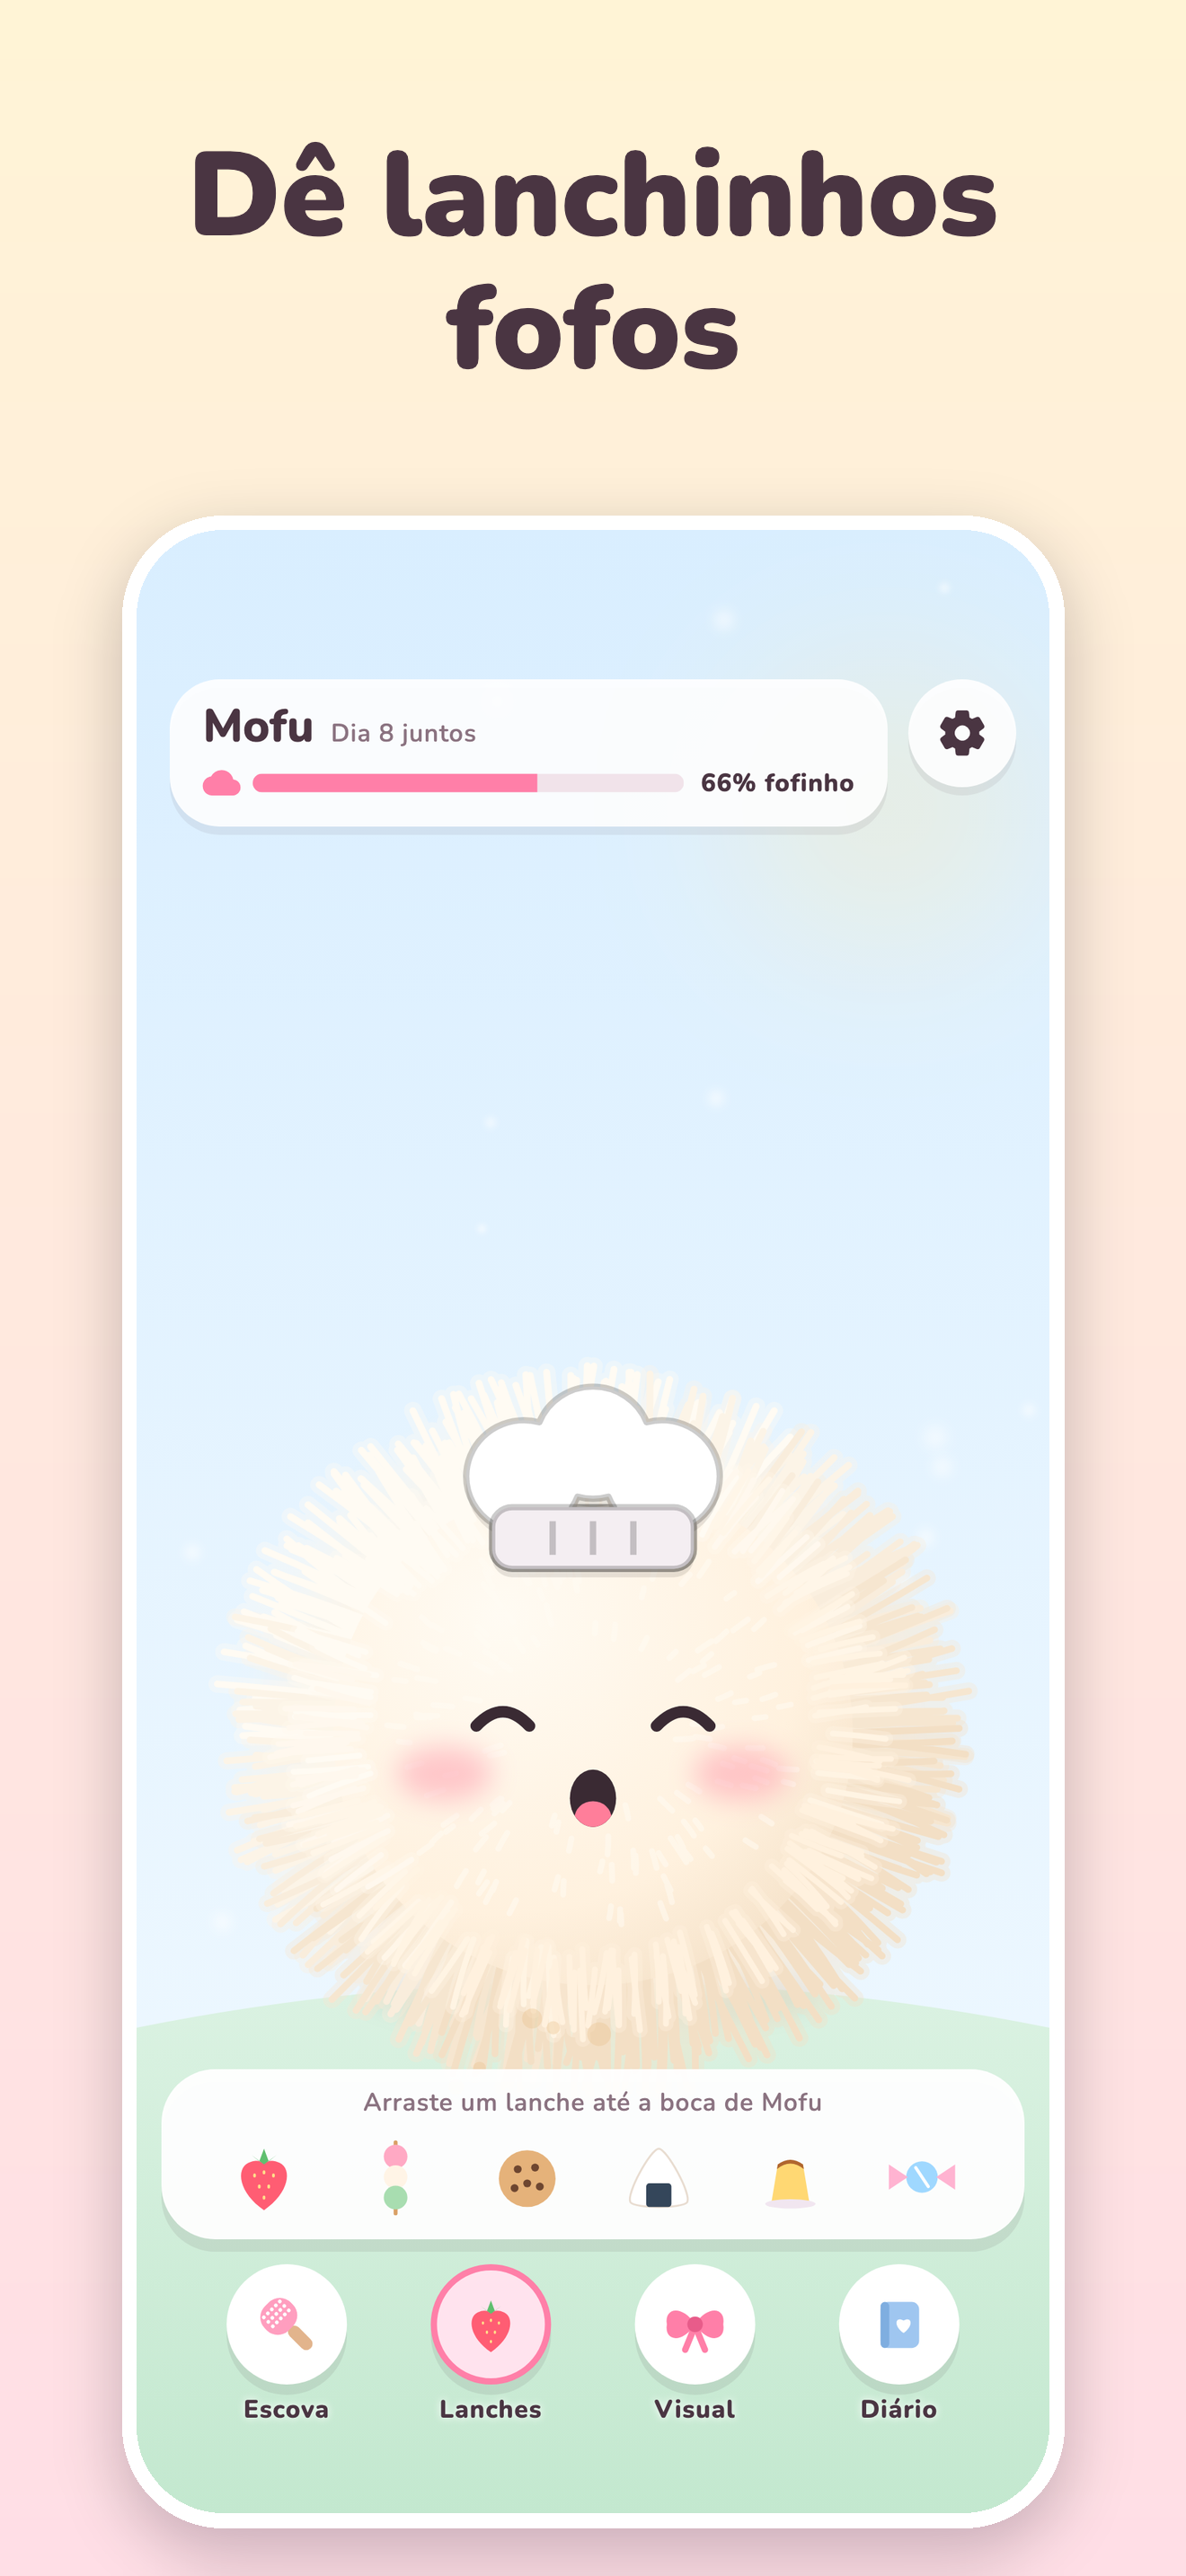 Dê lanchinhos
fofos
Mofu Dia 8 juntos
66% fofinho
Arraste um lanche até a boca de Mofu
Escova
Lanches
Visual
Diário